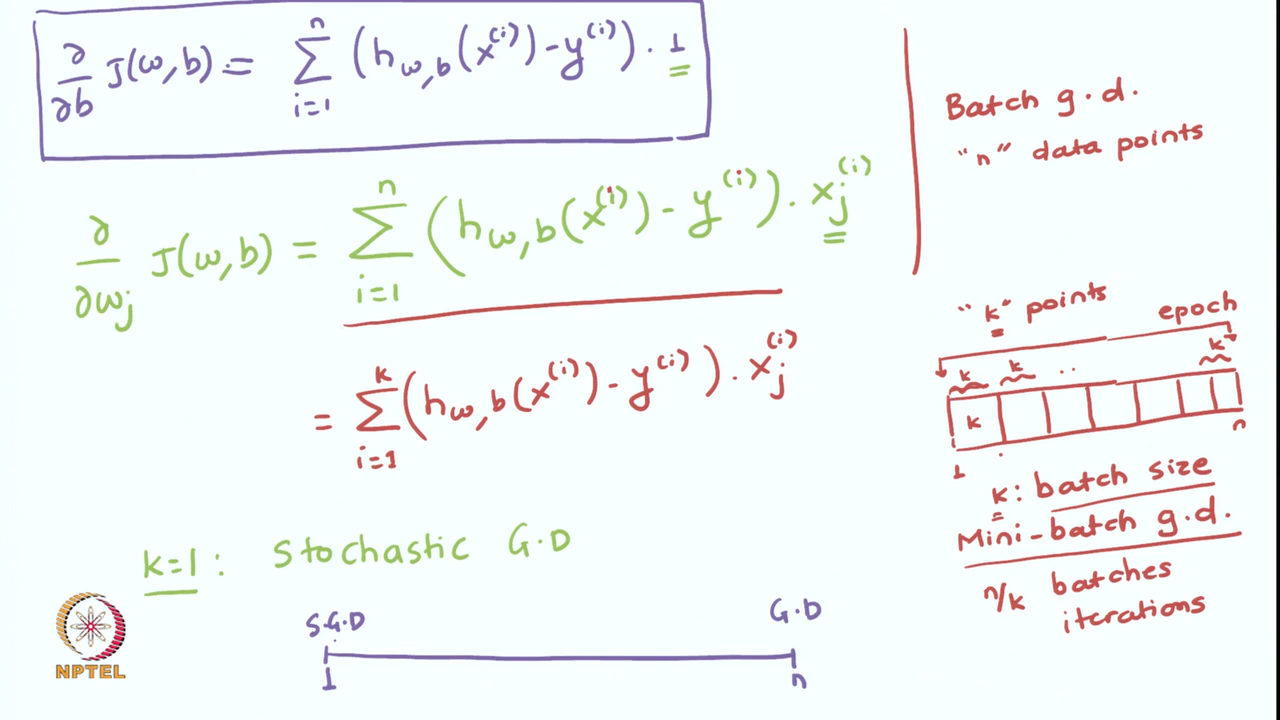 ∂/∂b J(ω,b) = Σ_{i=1}^{n} (h_{ω,b}(x^{(i)}) - y^{(i)}) . 1
∂/∂ω_j J(ω,b) = Σ_{i=1}^{n} (h_{ω,b}(x^{(i)}) - y^{(i)}) . x_j^{(i)}
= Σ_{i=1}^{k} (h_{ω,b}(x^{(i)}) - y^{(i)}) . x_j^{(i)}
k=1 : Stochastic G.D
S.G.D G.D
1 n
Batch g.d.
"n" data points
"k" points
epoch
k k .. k
k
1 n
k: batch size
Mini-batch g.d.
n/k batches
iterations
NPTEL